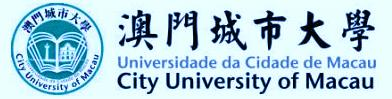 澳門城市大學
City University of Macau
澳門城市大學
Universidade da Cidade de Macau
City University of Macau